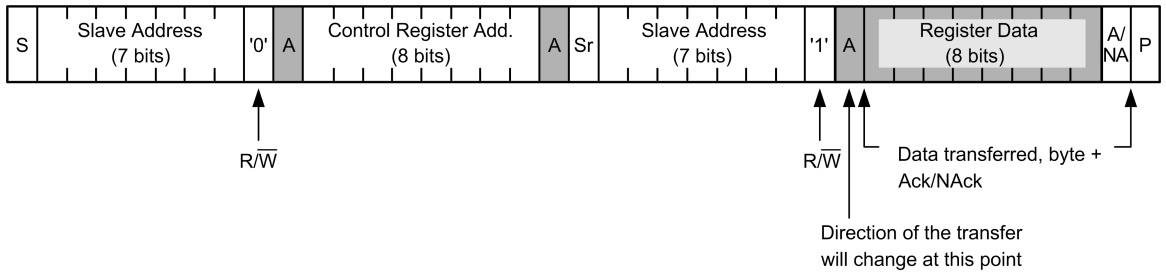 S Slave Address (7 bits) '0' A Control Register Add. (8 bits) A Sr Slave Address (7 bits) '1' A Register Data (8 bits) A/NA P
R/W̅ R/W̅
Data transferred, byte +
Ack/NAck
Direction of the transfer
will change at this point